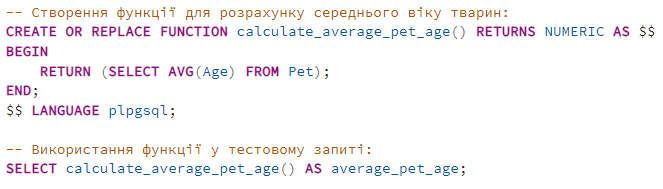 -- Створення функції для розрахунку середнього віку тварин:
CREATE OR REPLACE FUNCTION calculate_average_pet_age() RETURNS NUMERIC AS $$
BEGIN
    RETURN (SELECT AVG(Age) FROM Pet);
END;
$$ LANGUAGE plpgsql;

-- Використання функції у тестовому запиті:
SELECT calculate_average_pet_age() AS average_pet_age;